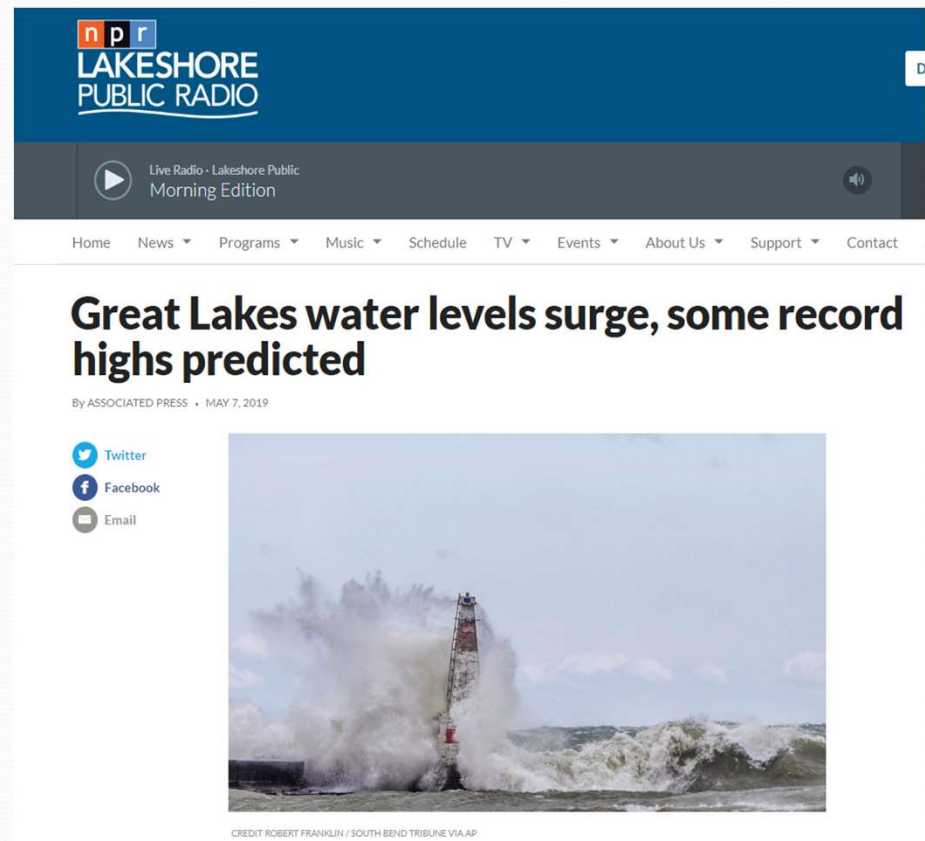 npr
LAKESHORE
PUBLIC RADIO
D
Live Radio · Lakeshore Public
Morning Edition
Home News Programs Music Schedule TV Events About Us Support Contact
Great Lakes water levels surge, some record
highs predicted
By ASSOCIATED PRESS • MAY 7, 2019
Twitter
Facebook
Email
CREDIT ROBERT FRANKLIN / SOUTH BEND TRIBUNE VIA AP